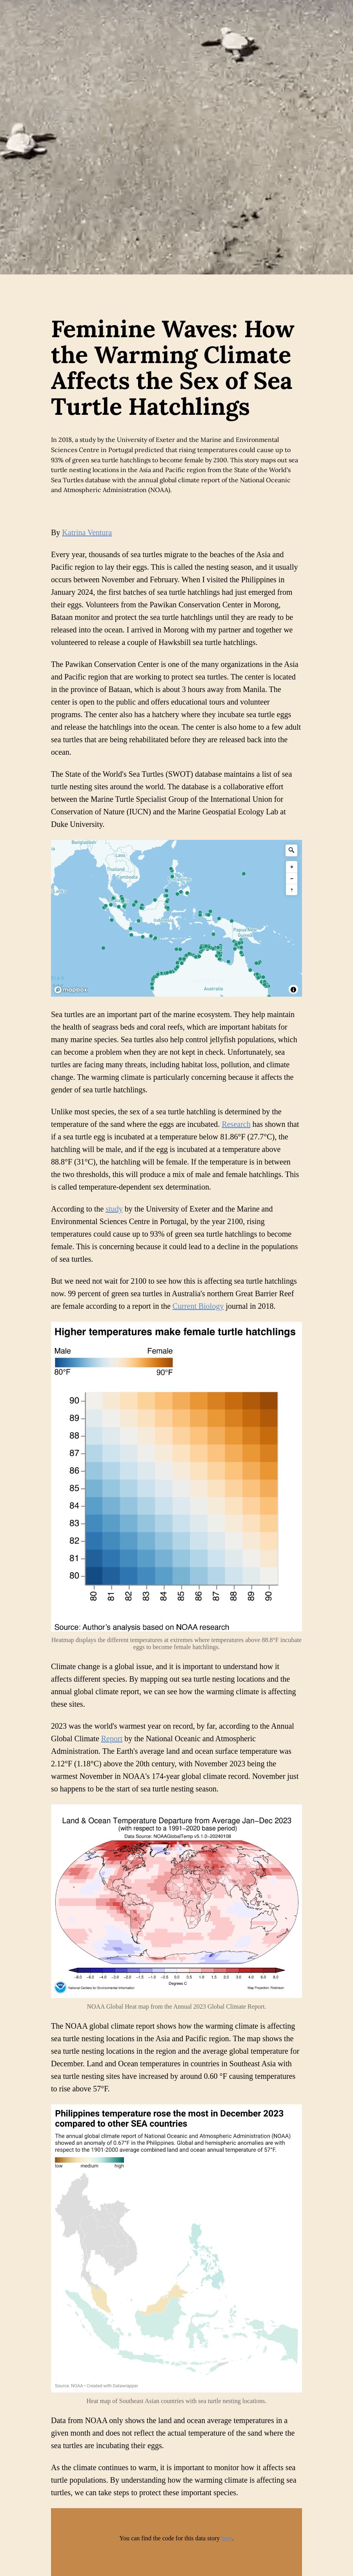 Feminine Waves: How
the Warming Climate
Affects the Sex of Sea
Turtle Hatchlings
In 2018, a study by the University of Exeter and the Marine and Environmental
Sciences Centre in Portugal predicted that rising temperatures could cause up to
93% of green sea turtle hatchlings to become female by 2100. This story maps out sea
turtle nesting locations in the Asia and Pacific region from the State of the World's
Sea Turtles database with the annual global climate report of the National Oceanic
and Atmospheric Administration (NOAA).
By Katrina Ventura
Every year, thousands of sea turtles migrate to the beaches of the Asia and
Pacific region to lay their eggs. This is called the nesting season, and it usually
occurs between November and February. When I visited the Philippines in
January 2024, the first batches of sea turtle hatchlings had just emerged from
their eggs. Volunteers from the Pawikan Conservation Center in Morong,
Bataan monitor and protect the sea turtle hatchlings until they are ready to be
released into the ocean. I arrived in Morong with my partner and together we
volunteered to release a couple of Hawksbill sea turtle hatchlings.
The Pawikan Conservation Center is one of the many organizations in the Asia
and Pacific region that are working to protect sea turtles. The center is located
in the province of Bataan, which is about 3 hours away from Manila. The
center is open to the public and offers educational tours and volunteer
programs. The center also has a hatchery where they incubate sea turtle eggs
and release the hatchlings into the ocean. The center is also home to a few adult
sea turtles that are being rehabilitated before they are released back into the
ocean.
The State of the World's Sea Turtles (SWOT) database maintains a list of sea
turtle nesting sites around the world. The database is a collaborative effort
between the Marine Turtle Specialist Group of the International Union for
Conservation of Nature (IUCN) and the Marine Geospatial Ecology Lab at
Duke University.
Bangladesh
Laos
Thailand
Cambodia
Australia
mapbox
Sea turtles are an important part of the marine ecosystem. They help maintain
the health of seagrass beds and coral reefs, which are important habitats for
many marine species. Sea turtles also help control jellyfish populations, which
can become a problem when they are not kept in check. Unfortunately, sea
turtles are facing many threats, including habitat loss, pollution, and climate
change. The warming climate is particularly concerning because it affects the
gender of sea turtle hatchlings.
Unlike most species, the sex of a sea turtle hatchling is determined by the
temperature of the sand where the eggs are incubated. Research has shown that
if a sea turtle egg is incubated at a temperature below 81.86°F (27.7°C), the
hatchling will be male, and if the egg is incubated at a temperature above
88.8°F (31°C), the hatchling will be female. If the temperature is in between
the two thresholds, this will produce a mix of male and female hatchlings. This
is called temperature-dependent sex determination.
According to the study by the University of Exeter and the Marine and
Environmental Sciences Centre in Portugal, by the year 2100, rising
temperatures could cause up to 93% of green sea turtle hatchlings to become
female. This is concerning because it could lead to a decline in the populations
of sea turtles.
But we need not wait for 2100 to see how this is affecting sea turtle hatchlings
now. 99 percent of green sea turtles in Australia's northern Great Barrier Reef
are female according to a report in the Current Biology journal in 2018.
Higher temperatures make female turtle hatchlings
Male Female
80°F 90°F
90
89
88
87
86
85
84
83
82
81
80
80 81 82 83 84 85 86 87 88 89 90
Source: Author's analysis based on NOAA research
Heatmap displays the different temperatures at extremes where temperatures above 88.8°F incubate
eggs to become female hatchlings.
Climate change is a global issue, and it is important to understand how it
affects different species. By mapping out sea turtle nesting locations and the
annual global climate report, we can see how the warming climate is affecting
these sites.
2023 was the world's warmest year on record, by far, according to the Annual
Global Climate Report by the National Oceanic and Atmospheric
Administration. The Earth's average land and ocean surface temperature was
2.12°F (1.18°C) above the 20th century, with November 2023 being the
warmest November in NOAA's 174-year global climate record. November just
so happens to be the start of sea turtle nesting season.
Land & Ocean Temperature Departure from Average Jan–Dec 2023
(with respect to a 1991–2020 base period)
Data Source: NOAAGlobalTemp v5.1.0–20240108
-8.0 -6.0 -4.0 -2.0 -1.5 -1.0 -0.5 0.0 0.5 1.0 1.5 2.0 3.0 4.0 6.0 8.0
Degrees C
National Centers for Environmental Information
Map Projection: Robinson
NOAA Global Heat map from the Annual 2023 Global Climate Report.
The NOAA global climate report shows how the warming climate is affecting
sea turtle nesting locations in the Asia and Pacific region. The map shows the
sea turtle nesting locations in the region and the average global temperature for
December. Land and Ocean temperatures in countries in Southeast Asia with
sea turtle nesting sites have increased by around 0.60 °F causing temperatures
to rise above 57°F.
Philippines temperature rose the most in December 2023
compared to other SEA countries
The annual global climate report of National Oceanic and Atmospheric Administration (NOAA)
showed an anomaly of 0.67°F in the Philippines. Global and hemispheric anomalies are with
respect to the 1901-2000 average combined land and ocean annual temperature of 57°F.
low medium high
Source: NOAA • Created with Datawrapper
Heat map of Southeast Asian countries with sea turtle nesting locations.
Data from NOAA only shows the land and ocean average temperatures in a
given month and does not reflect the actual temperature of the sand where the
sea turtles are incubating their eggs.
As the climate continues to warm, it is important to monitor how it affects sea
turtle populations. By understanding how the warming climate is affecting sea
turtles, we can take steps to protect these important species.
You can find the code for this data story here.